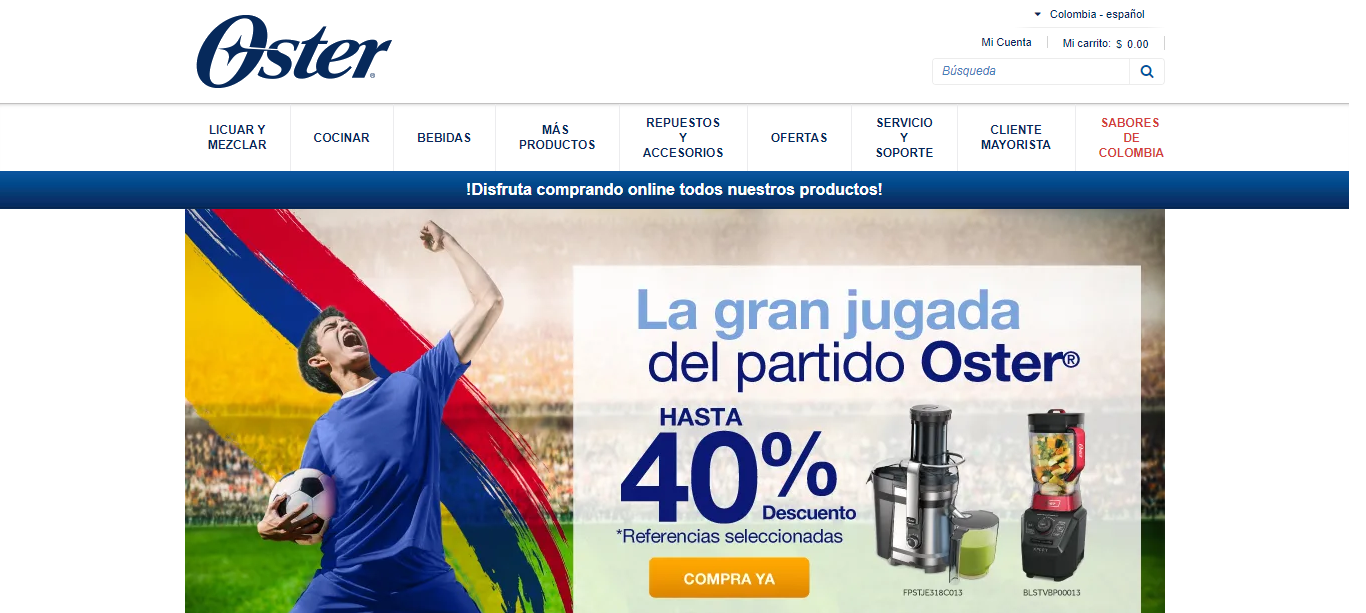 Oster®
Colombia - español
Mi Cuenta
Mi carrito: $ 0.00
Búsqueda
LICUAR Y
MEZCLAR
COCINAR
BEBIDAS
MÁS
PRODUCTOS
REPUESTOS
Y
ACCESORIOS
OFERTAS
SERVICIO
Y
SOPORTE
CLIENTE
MAYORISTA
SABORES
DE
COLOMBIA
!Disfruta comprando online todos nuestros productos!
La gran jugada
del partido Oster®
HASTA
40%
Descuento
*Referencias seleccionadas
COMPRA YA
FPSTJE318C013
BLSTVBP00013